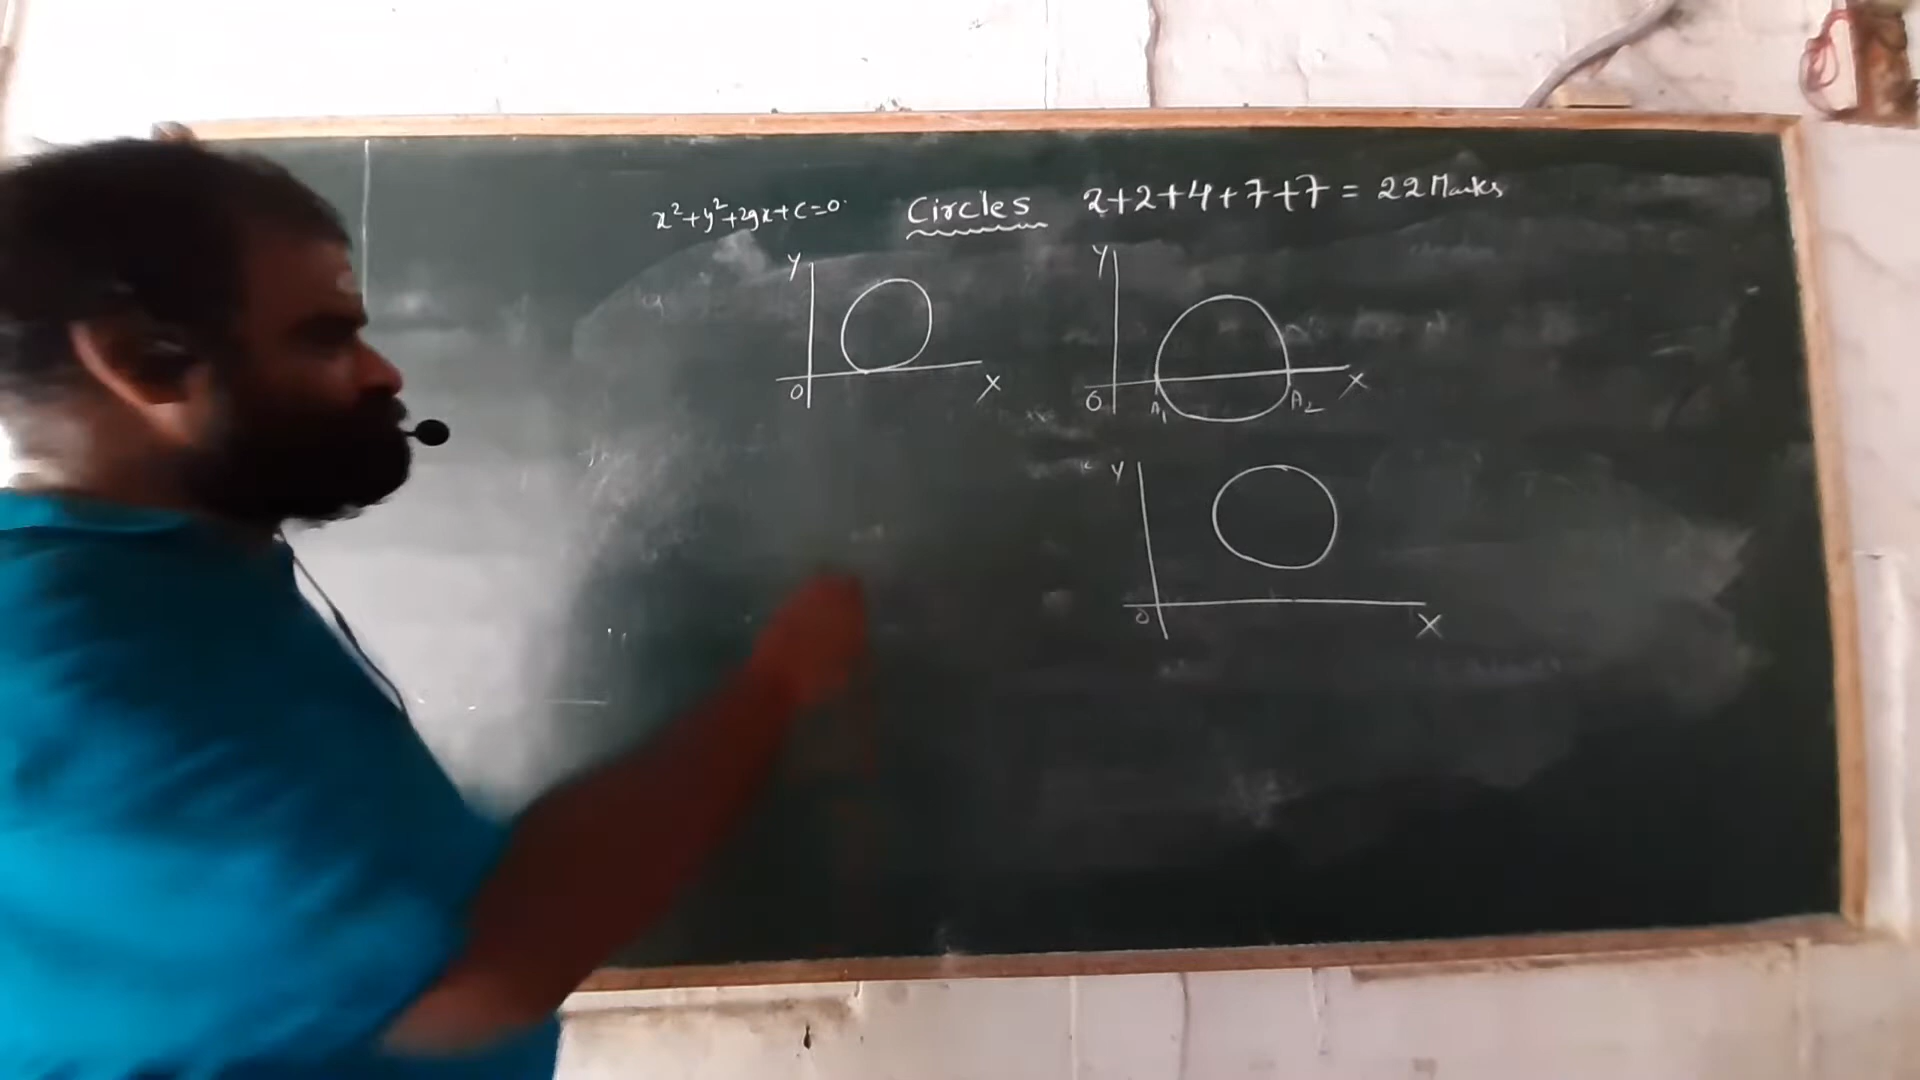 x²+y²+2gx+c=0. Circles 2+2+4+7+7 = 22 Marks
Y Y
O X O A₁ A₂ X
Y
O X